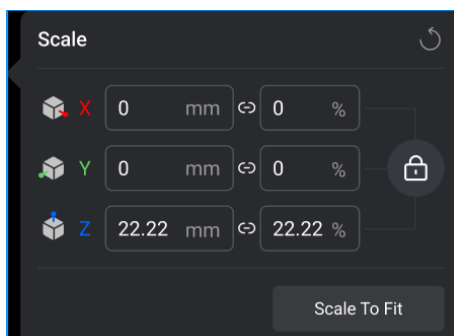 Scale
X 0 mm 0 %
Y 0 mm 0 %
Z 22.22 mm 22.22 %
Scale To Fit